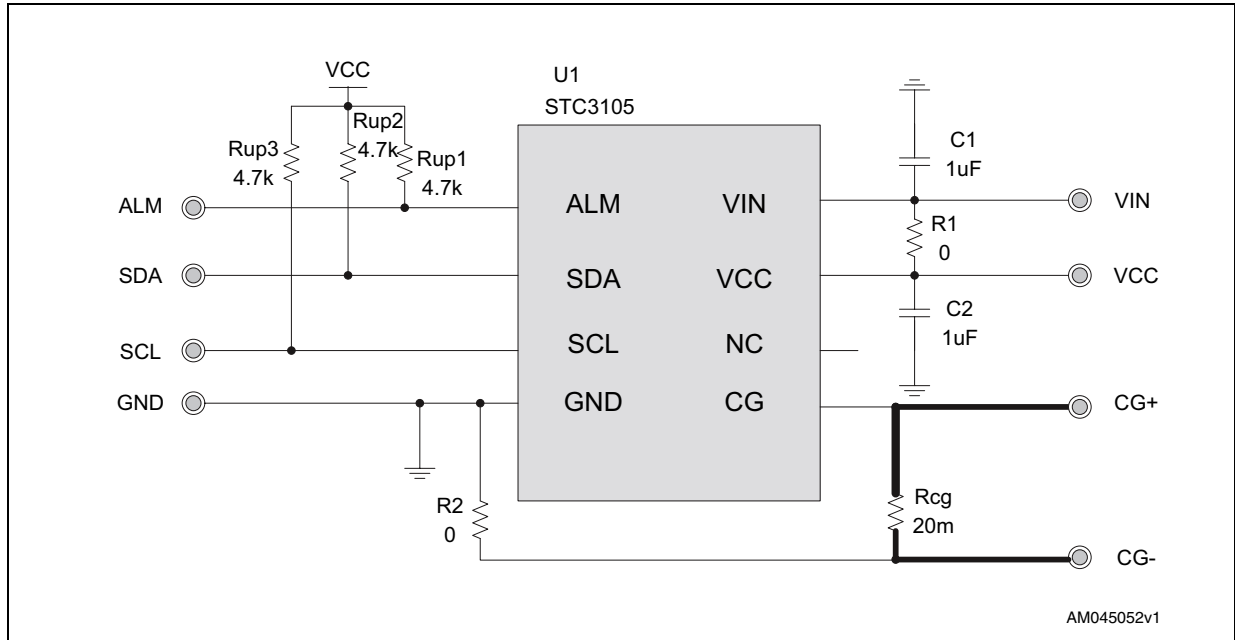 VCC
U1
STC3105
Rup3
4.7k
Rup2
4.7k
Rup1
4.7k
C1
1uF
ALM
ALM
VIN
VIN
R1
0
SDA
SDA
VCC
VCC
C2
1uF
SCL
SCL
NC
GND
GND
CG
CG+
R2
0
Rcg
20m
CG-
AM045052v1